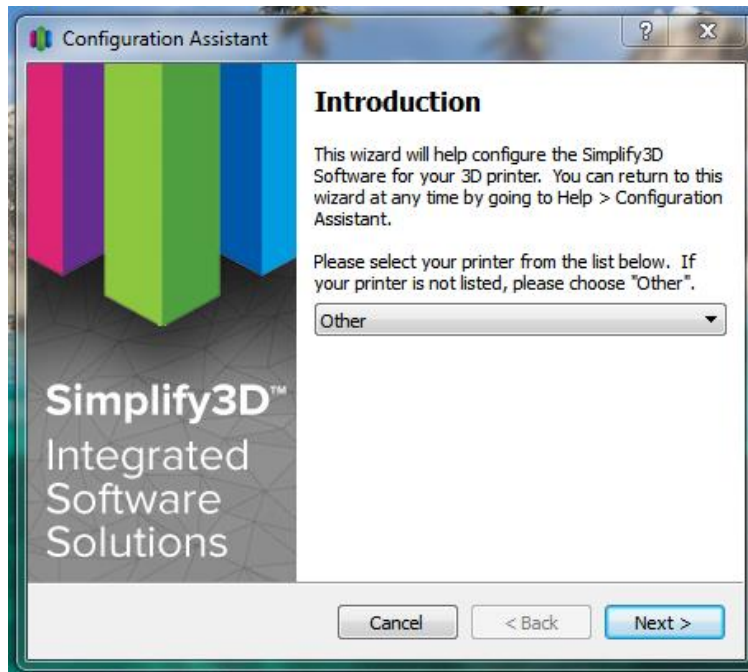 Configuration Assistant
Introduction
This wizard will help configure the Simplify3D
Software for your 3D printer.  You can return to this
wizard at any time by going to Help > Configuration
Assistant.
Please select your printer from the list below.  If
your printer is not listed, please choose "Other".
Other
Simplify3D™
Integrated
Software
Solutions
Cancel
< Back
Next >